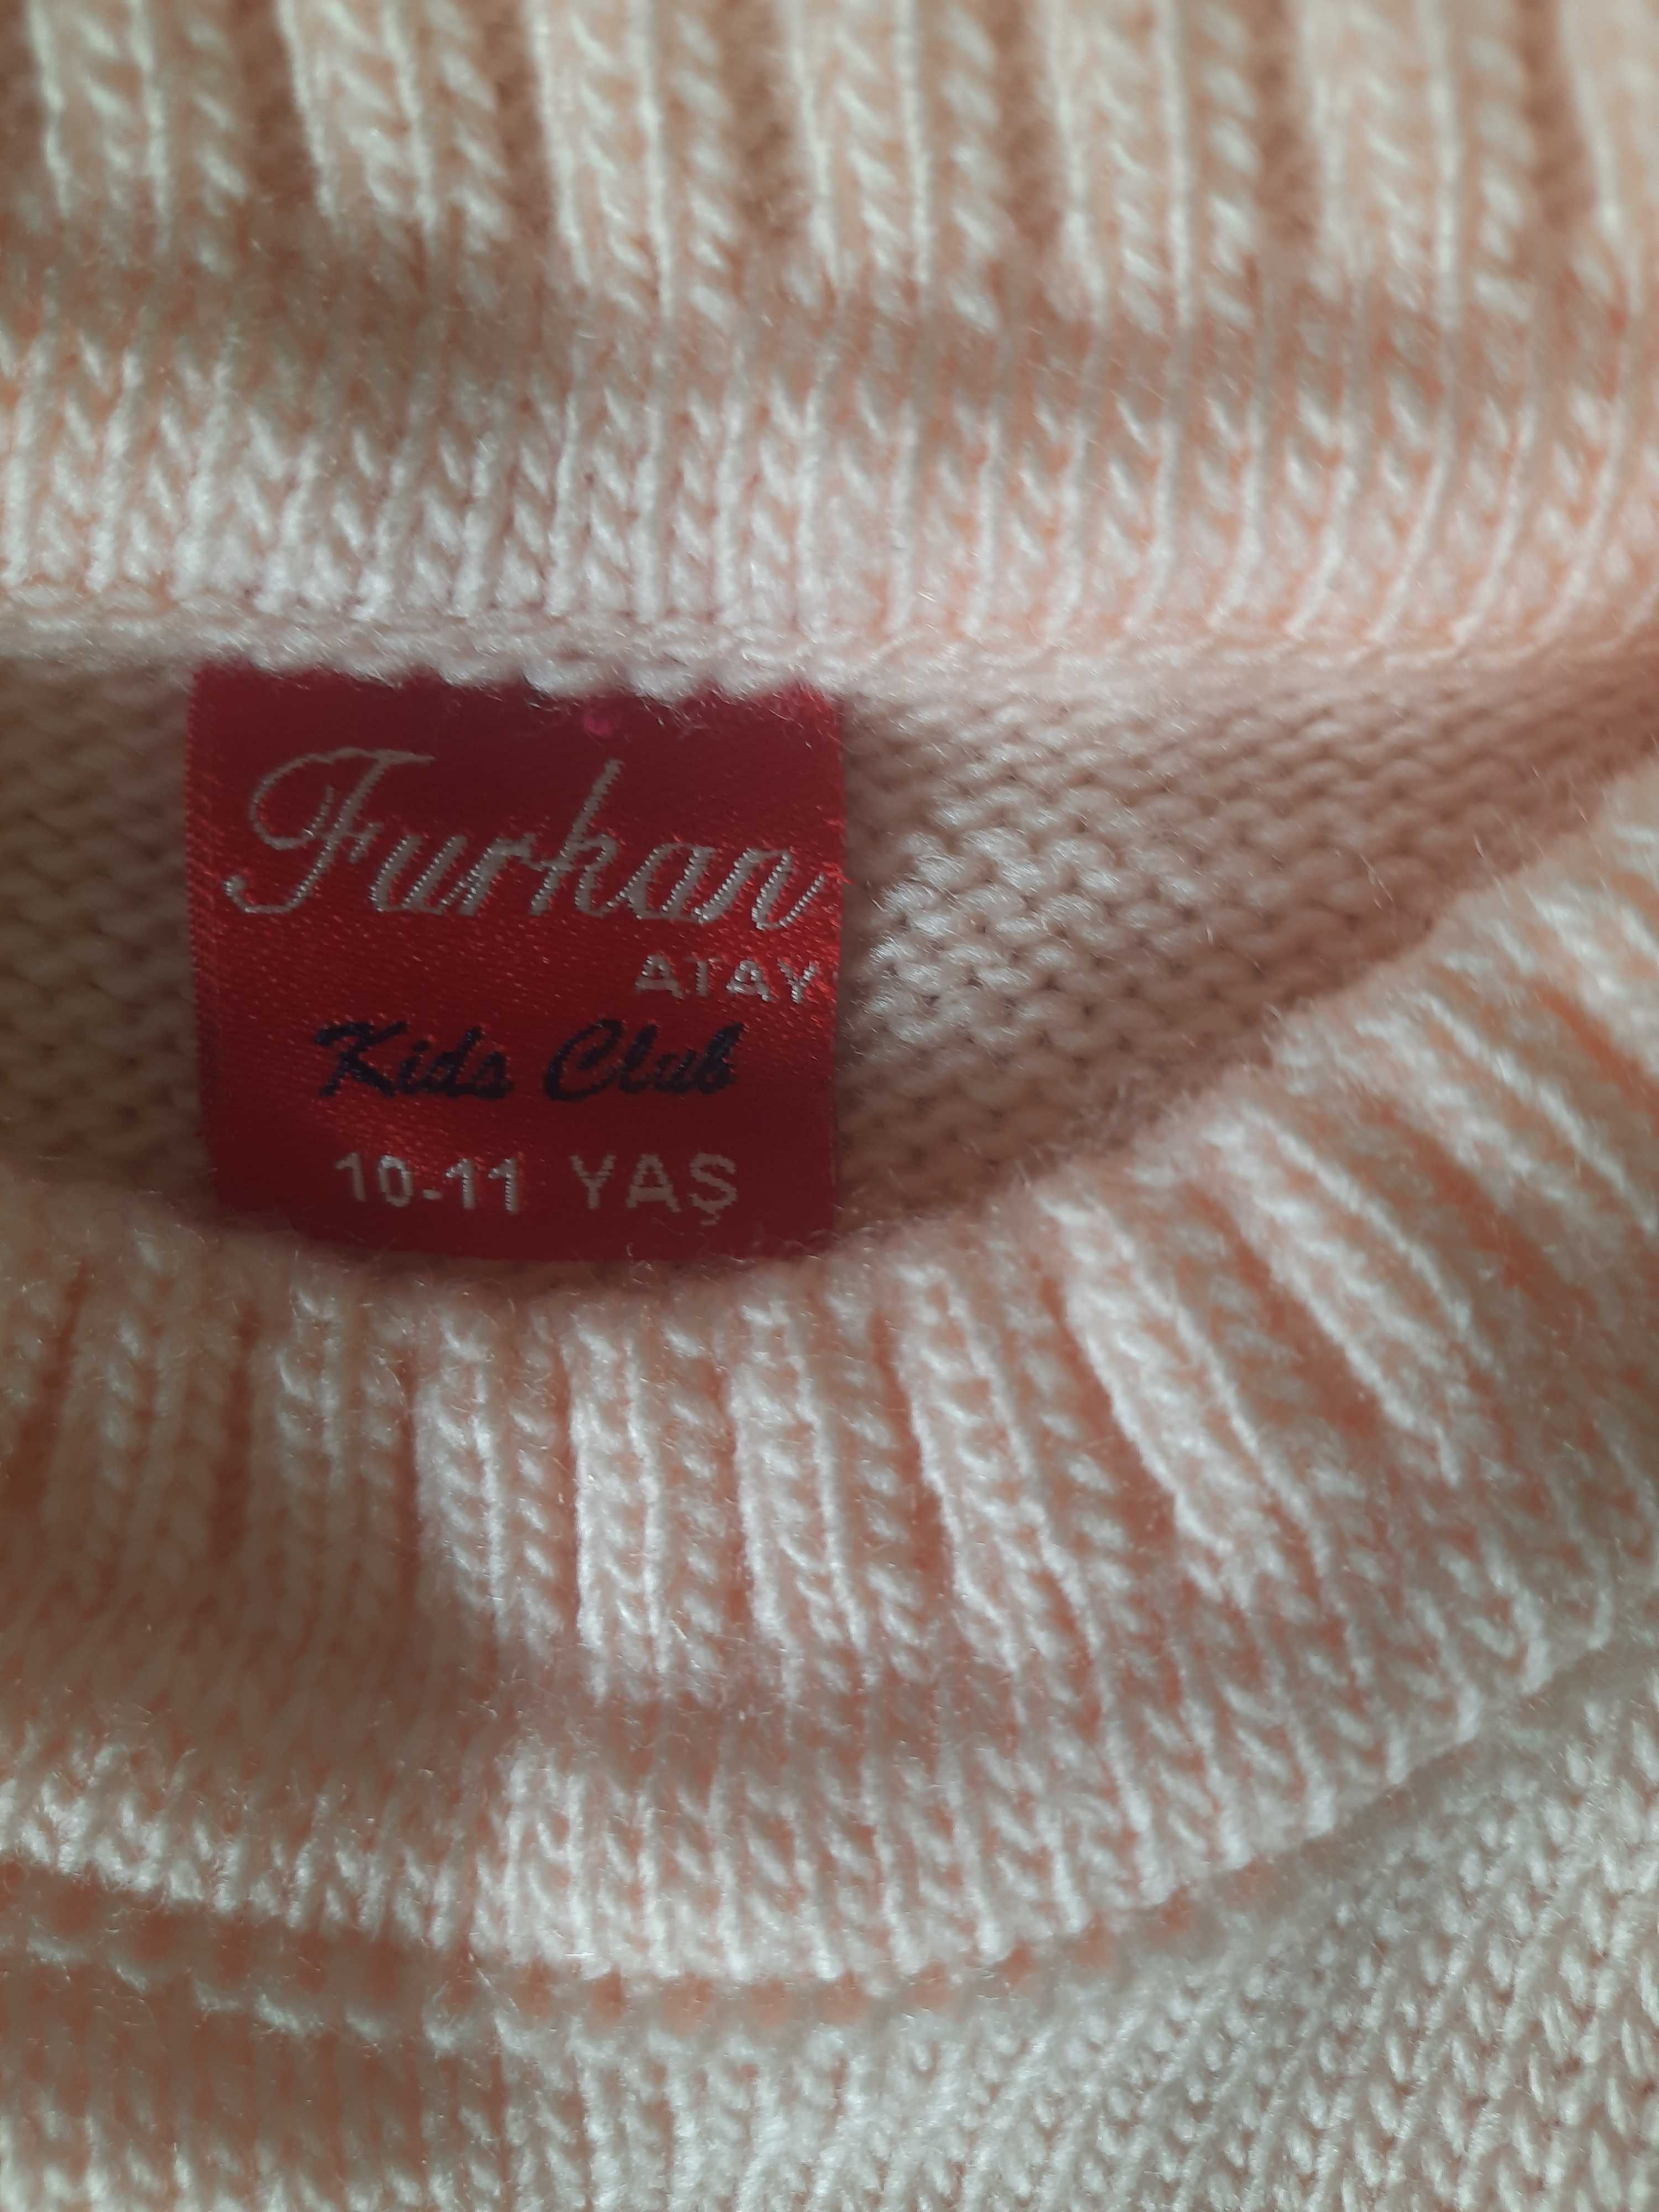 Furkan
ATAY
Kids Club
10-11 YAŞ